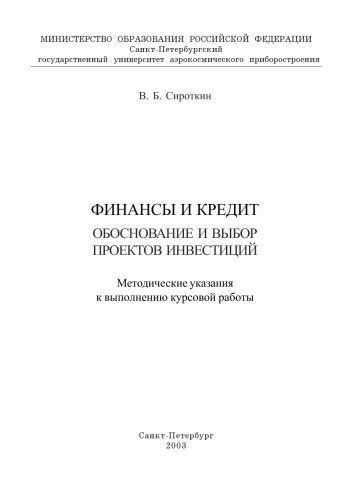 МИНИСТЕРСТВО ОБРАЗОВАНИЯ РОССИЙСКОЙ ФЕДЕРАЦИИ
Санкт-Петербургский
государственный университет аэрокосмического приборостроения
В. Б. Сироткин
ФИНАНСЫ И КРЕДИТ
ОБОСНОВАНИЕ И ВЫБОР
ПРОЕКТОВ ИНВЕСТИЦИЙ
Методические указания
к выполнению курсовой работы
Санкт-Петербург
2003